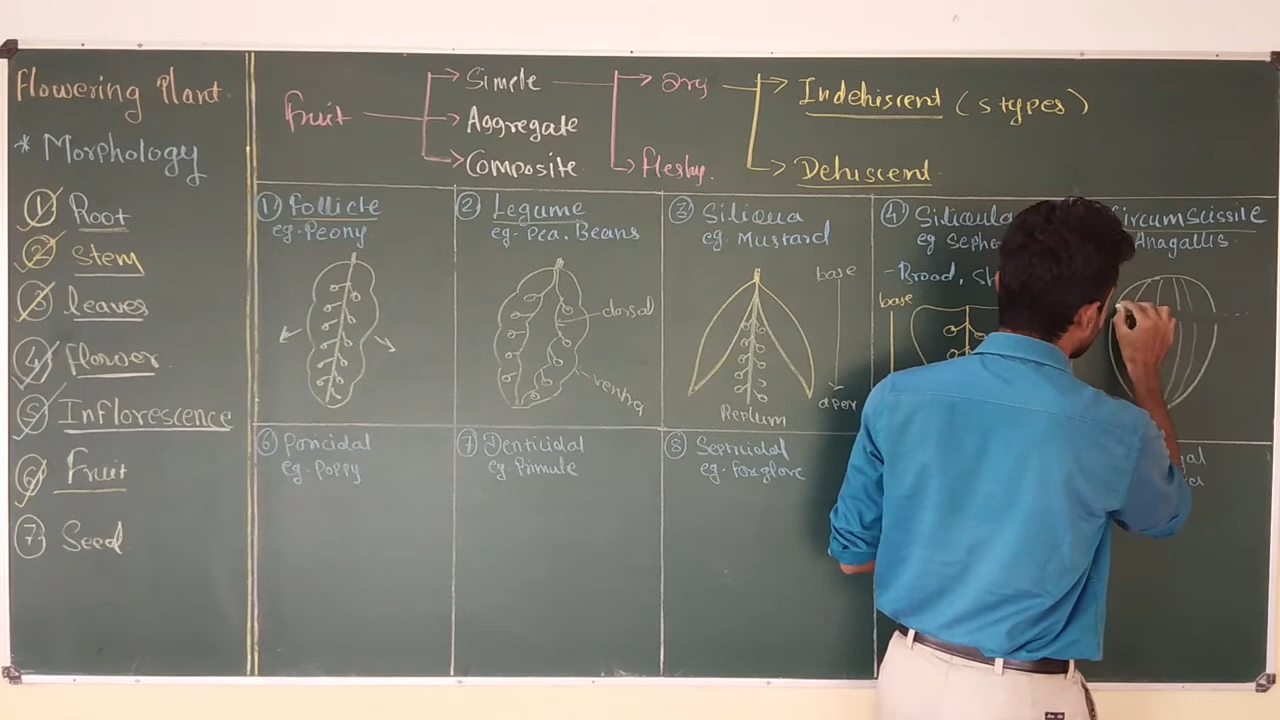 Flowering Plant.
* Morphology
① Root
② Stem
③ leaves
④ flower
⑤ Inflorescence
⑥ Fruit
⑦ Seed
Fruit
Simple
Aggregate
Composite
Dry
fleshy.
Indehiscent (5 types)
Dehiscent
① Follicle
eg. Peony
② Legume
eg. Pea. Beans
dorsal
③ Siliqua
eg. Mustard
base
apex
Replum
④ Silicula
eg
- Broad,
base
Circumscissile
Anagallis.
⑥ Poricidal
eg. Poppy
⑦ Denticidal
eg. Primule
⑧ Septicidal
eg. Foxglove